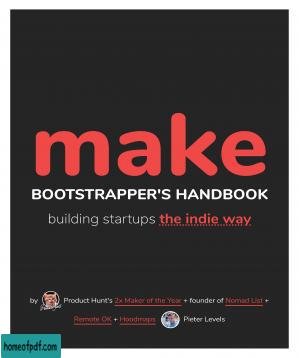 make
BOOTSTRAPPER'S HANDBOOK
building startups the indie way
by Product Hunt's 2x Maker of the Year + founder of Nomad List +
Remote OK + Hoodmaps Pieter Levels
homeofpdf.com